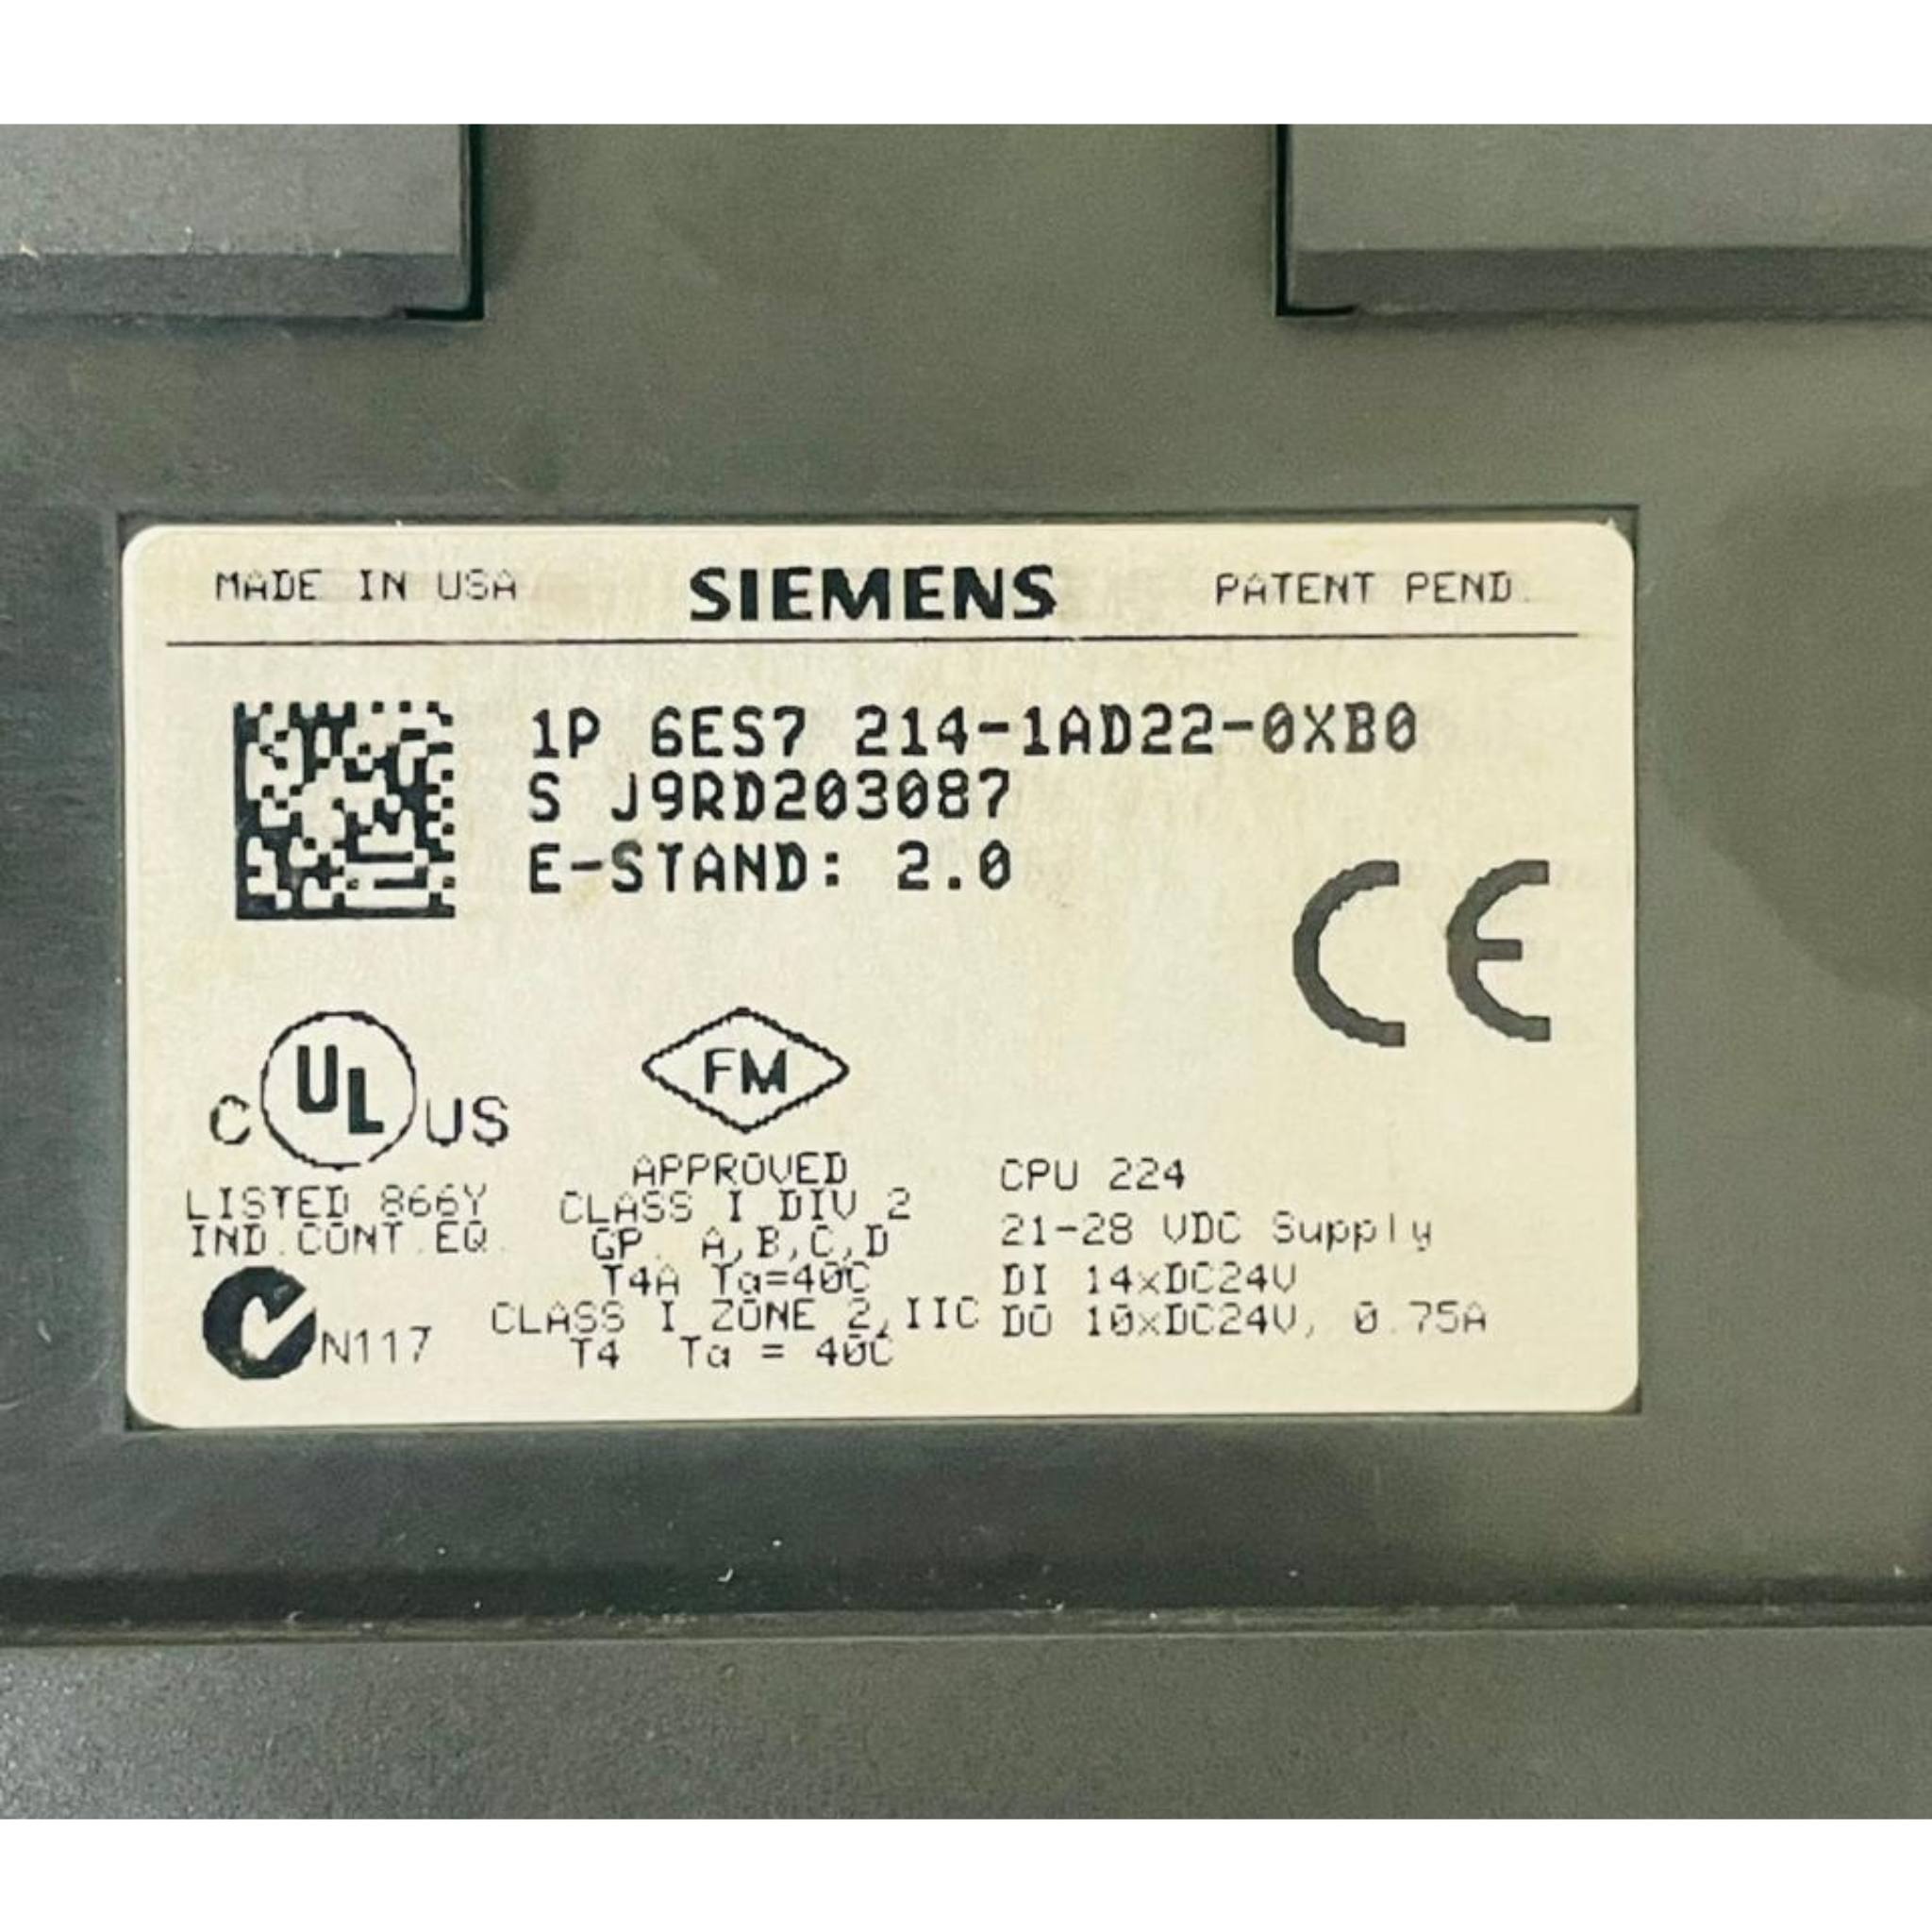 MADE IN USA SIEMENS PATENT PEND.
1P 6ES7 214-1AD22-0XB0
S J9RD203087
E-STAND: 2.0
CE
C UL US
FM
APPROVED
LISTED 866Y
IND.CONT.EQ.
CLASS I DIV 2
GP. A,B,C,D
T4A Ta=40C
CLASS I ZONE 2,IIC
T4 Ta = 40C
N117
CPU 224
21-28 VDC Supply
DI 14xDC24V
DO 10xDC24V, 0.75A